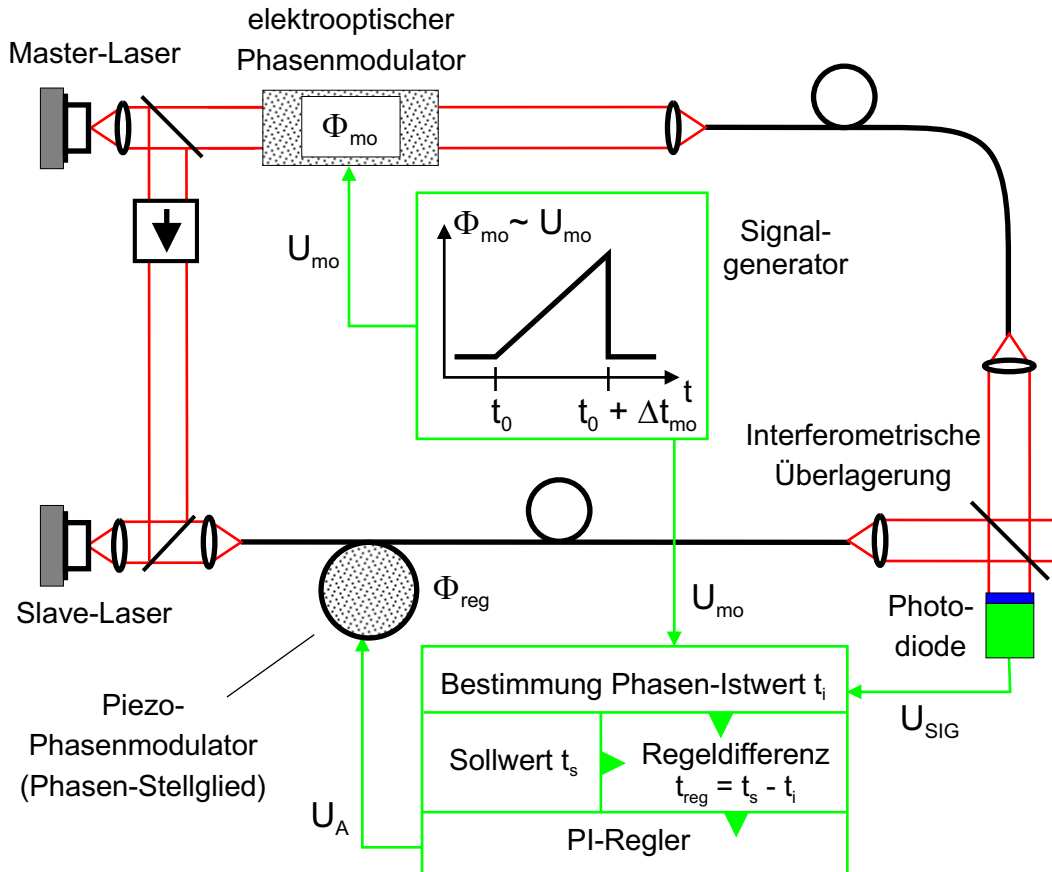 elektrooptischer
Phasenmodulator
Master-Laser
Φmo
Umo
Φmo ~ Umo
t
t0
t0 + Δtmo
Signal-
generator
Interferometrische
Überlagerung
Slave-Laser
Φreg
Umo
Photo-
diode
USIG
Piezo-
Phasenmodulator
(Phasen-Stellglied)
UA
Bestimmung Phasen-Istwert ti
Sollwert ts
Regeldifferenz
treg = ts - ti
PI-Regler